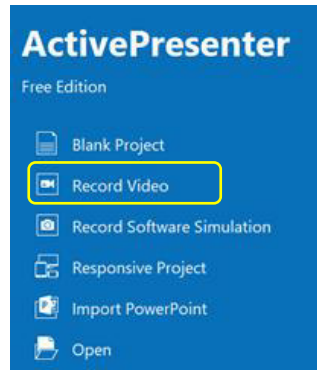 ActivePresenter
Free Edition
Blank Project
Record Video
Record Software Simulation
Responsive Project
Import PowerPoint
Open